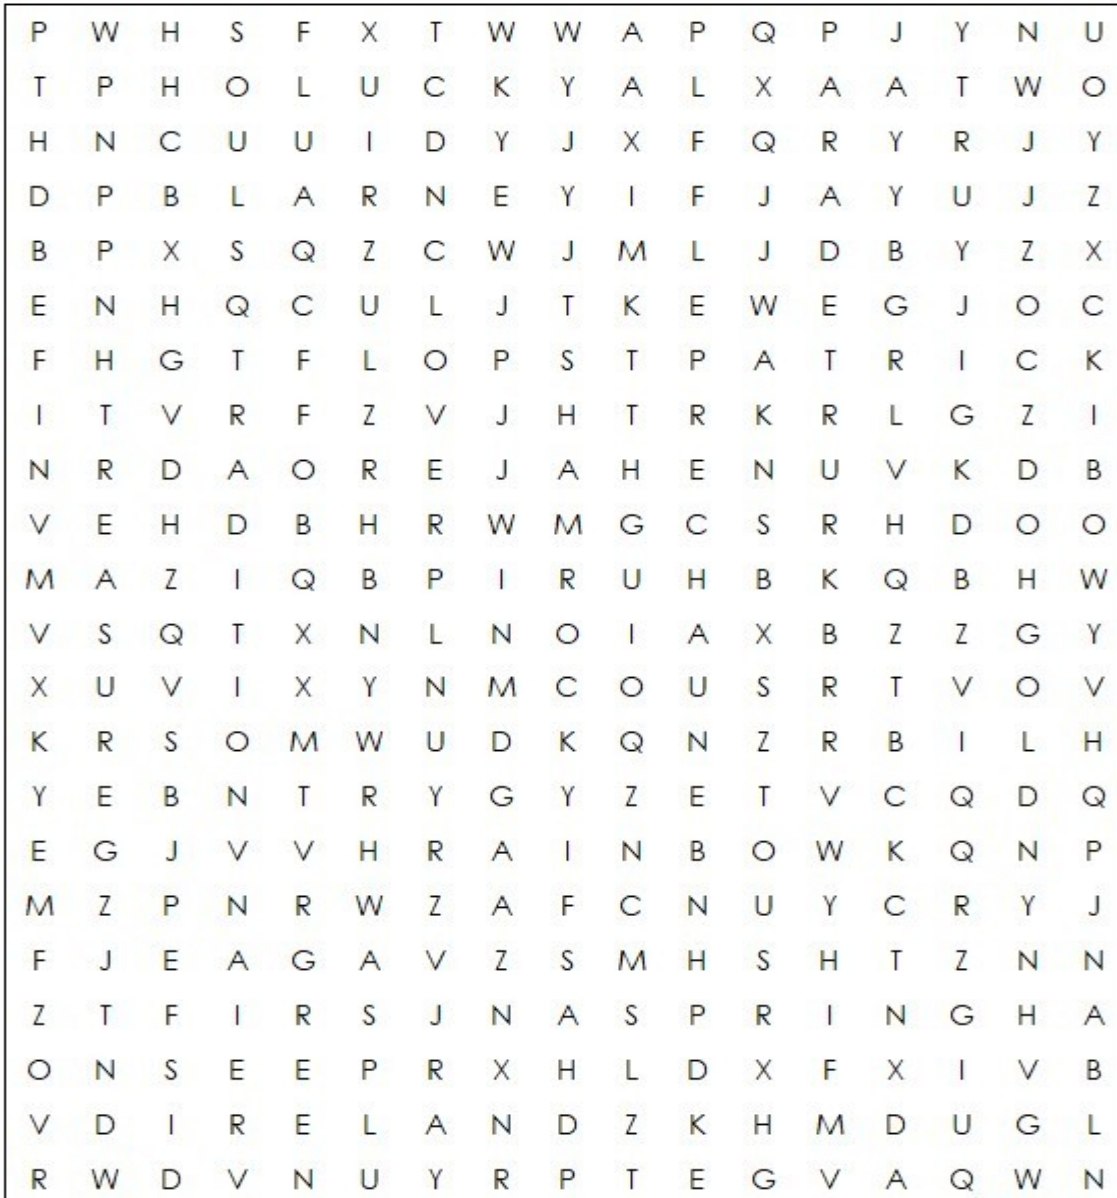 P W H S F X T W W A P Q P J Y N U
T P H O L U C K Y A L X A A T W O
H N C U U I D Y J X F Q R Y R J Y
D P B L A R N E Y I F J A Y U J Z
B P X S Q Z C W J M L J D B Y Z X
E N H Q C U L J T K E W E G J O C
F H G T F L O P S T P A T R I C K
I T V R F Z V J H T R K R L G Z I
N R D A O R E J A H E N U V K D B
V E H D B H R W M G C S R H D O O
M A Z I Q B P I R U H B K Q B H W
V S Q T X N L N O I A X B Z Z G Y
X U V I X Y N M C O U S R T V O V
K R S O M W U D K Q N Z R B I L H
Y E B N T R Y G Y Z E T V C Q D Q
E G J V V H R A I N B O W K Q N P
M Z P N R W Z A F C N U Y C R Y J
F J E A G A V Z S M H S H T Z N N
Z T F I R S J N A S P R I N G H A
O N S E E P R X H L D X F X I V B
V D I R E L A N D Z K H M D U G L
R W D V N U Y R P T E G V A Q W N